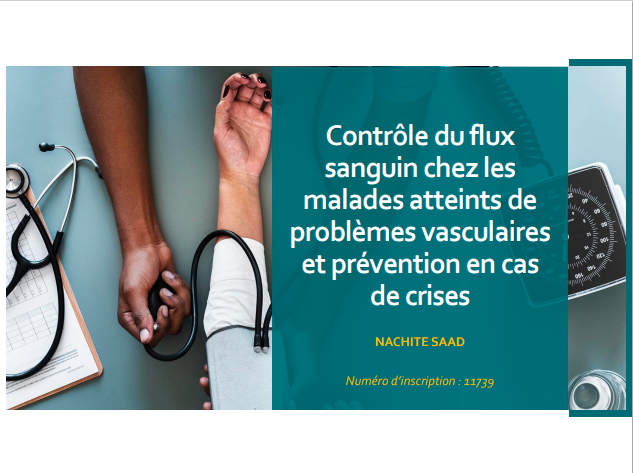 Contrôle du flux
sanguin chez les
malades atteints de
problèmes vasculaires
et prévention en cas
de crises
NACHITE SAAD
Numéro d'inscription : 11739